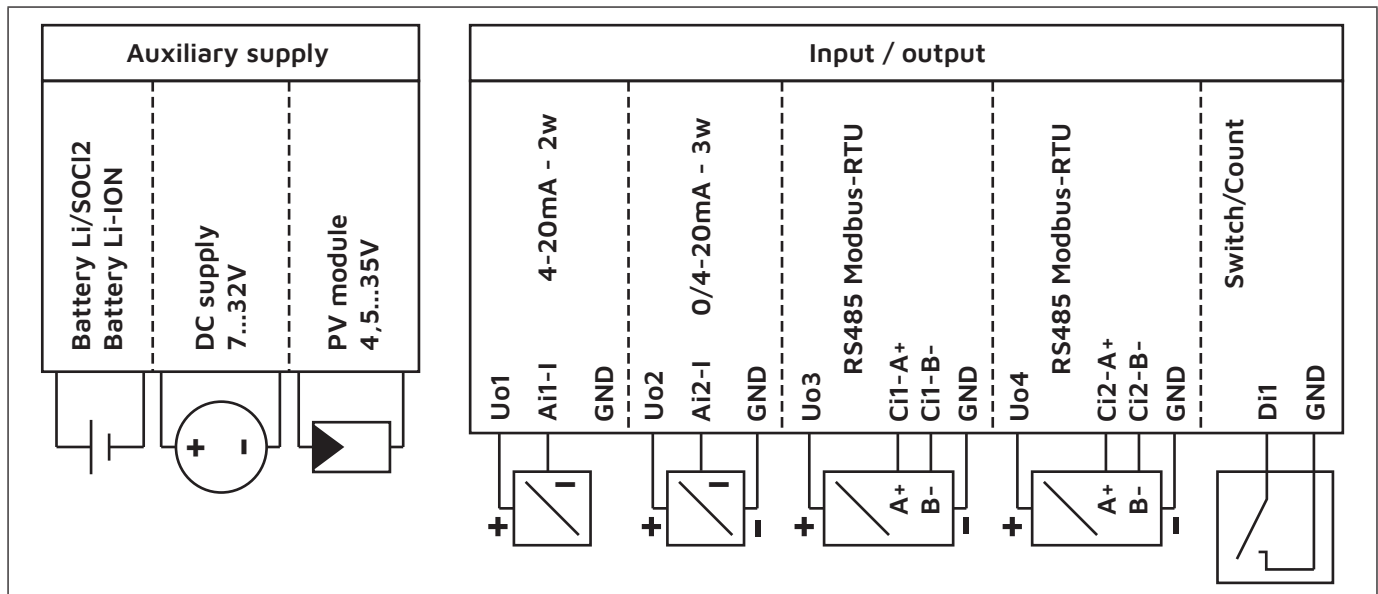 Auxiliary supply
Battery Li/SOCI2
Battery Li-ION
DC supply
7...32V
PV module
4,5...35V
+ -
Input / output
4-20mA - 2w
Uo1
Ai1-I
GND
+
I
0/4-20mA - 3w
Uo2
Ai2-I
GND
+
I
-
RS485 Modbus-RTU
Uo3
Ci1-A+
Ci1-B-
GND
+
A+
B-
-
RS485 Modbus-RTU
Uo4
Ci2-A+
Ci2-B-
GND
+
A+
B-
-
Switch/Count
Di1
GND